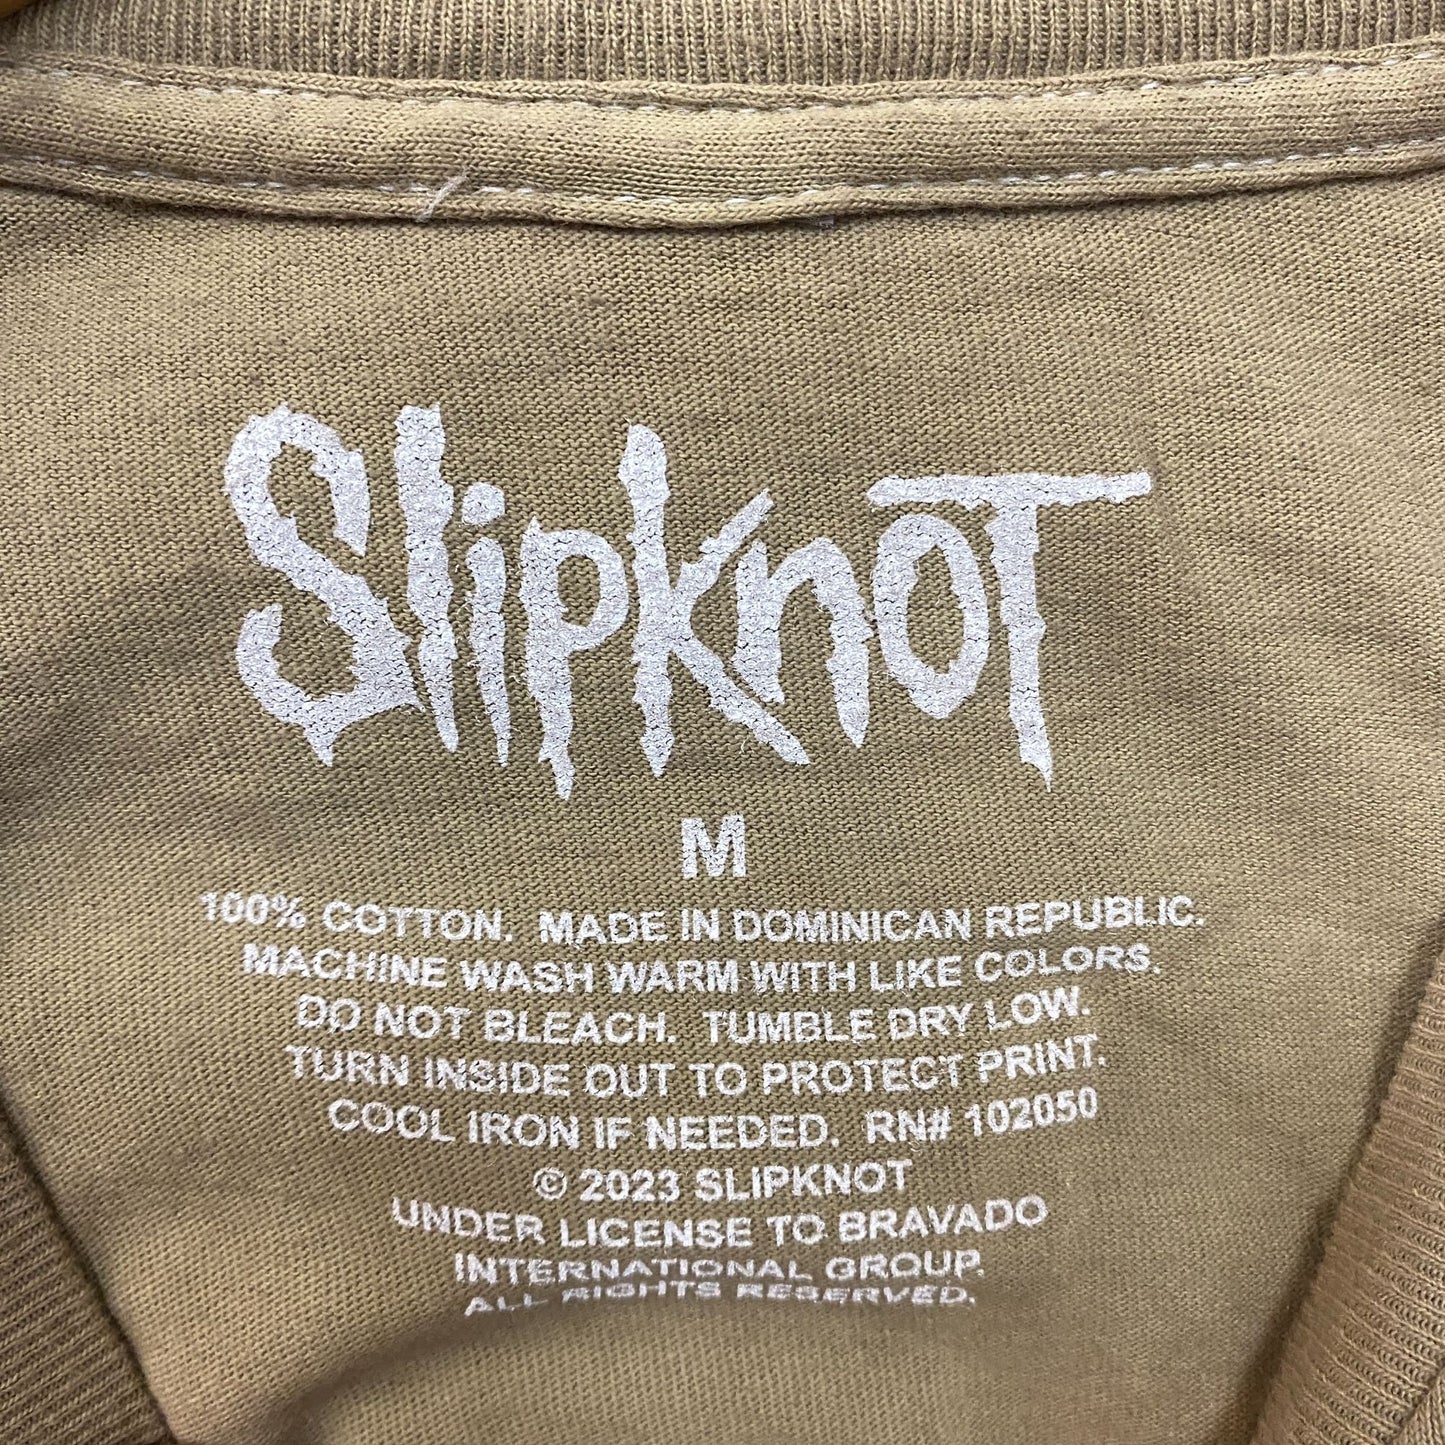 Slipknot
M
100% COTTON. MADE IN DOMINICAN REPUBLIC.
MACHINE WASH WARM WITH LIKE COLORS.
DO NOT BLEACH. TUMBLE DRY LOW.
TURN INSIDE OUT TO PROTECT PRINT.
COOL IRON IF NEEDED. RN# 102050
© 2023 SLIPKNOT
UNDER LICENSE TO BRAVADO
INTERNATIONAL GROUP.
ALL RIGHTS RESERVED.